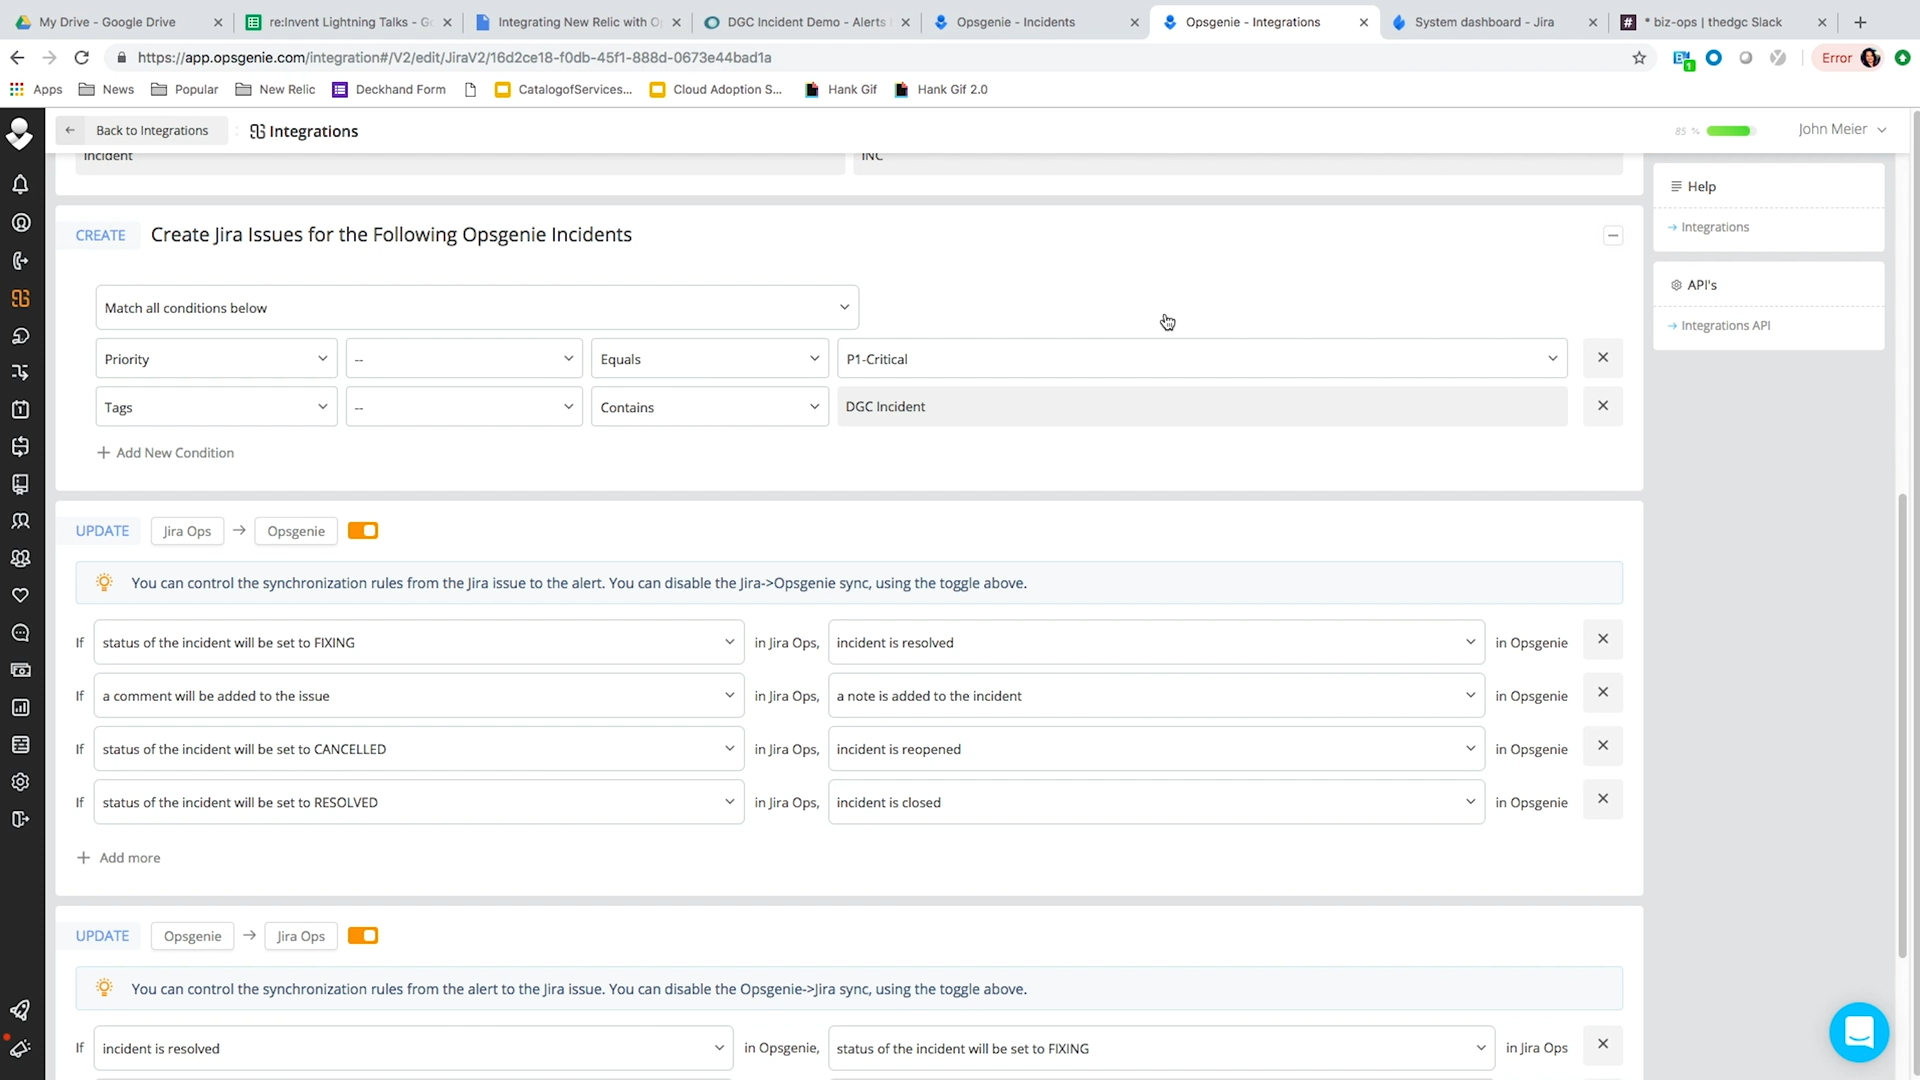 My Drive - Google Drive
re:Invent Lightning Talks - Go
Integrating New Relic with O
DGC Incident Demo - Alerts
Opsgenie - Incidents
Opsgenie - Integrations
System dashboard - Jira
* biz-ops | thedgc Slack
https://app.opsgenie.com/integration#/V2/edit/JiraV2/16d2ce18-f0db-45f1-888d-0673e44bad1a
1
Error
Apps
News
Popular
New Relic
Deckhand Form
CatalogofServices...
Cloud Adoption S...
Hank Gif
Hank Gif 2.0
Back to Integrations
Integrations
85 %
John Meier
Incident
INC
Help
Integrations
API's
Integrations API
CREATE
Create Jira Issues for the Following Opsgenie Incidents
Match all conditions below
Priority -- Equals P1-Critical
Tags -- Contains DGC Incident
+ Add New Condition
UPDATE Jira Ops → Opsgenie
You can control the synchronization rules from the Jira issue to the alert. You can disable the Jira->Opsgenie sync, using the toggle above.
If status of the incident will be set to FIXING in Jira Ops, incident is resolved in Opsgenie
If a comment will be added to the issue in Jira Ops, a note is added to the incident in Opsgenie
If status of the incident will be set to CANCELLED in Jira Ops, incident is reopened in Opsgenie
If status of the incident will be set to RESOLVED in Jira Ops, incident is closed in Opsgenie
+ Add more
UPDATE Opsgenie → Jira Ops
You can control the synchronization rules from the alert to the Jira issue. You can disable the Opsgenie->Jira sync, using the toggle above.
If incident is resolved in Opsgenie, status of the incident will be set to FIXING in Jira Ops